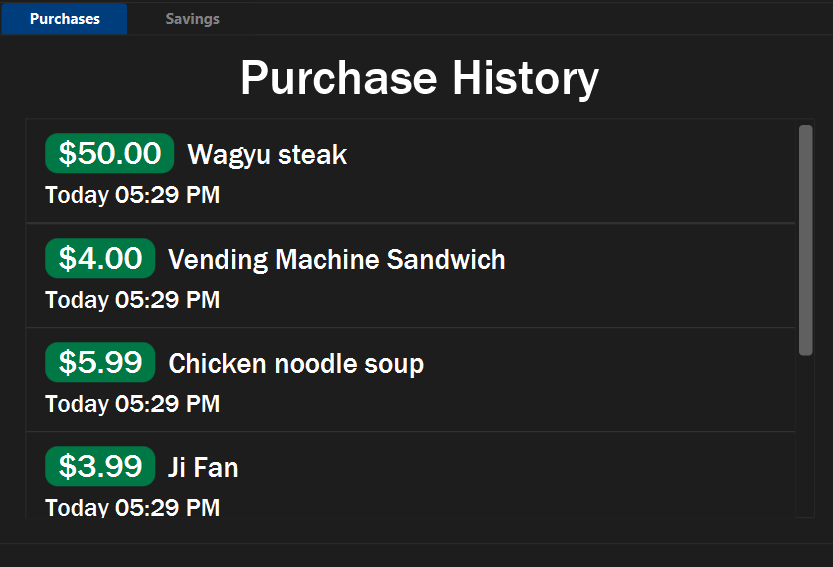 Purchases Savings
Purchase History
$50.00 Wagyu steak
Today 05:29 PM
$4.00 Vending Machine Sandwich
Today 05:29 PM
$5.99 Chicken noodle soup
Today 05:29 PM
$3.99 Ji Fan
Today 05:29 PM